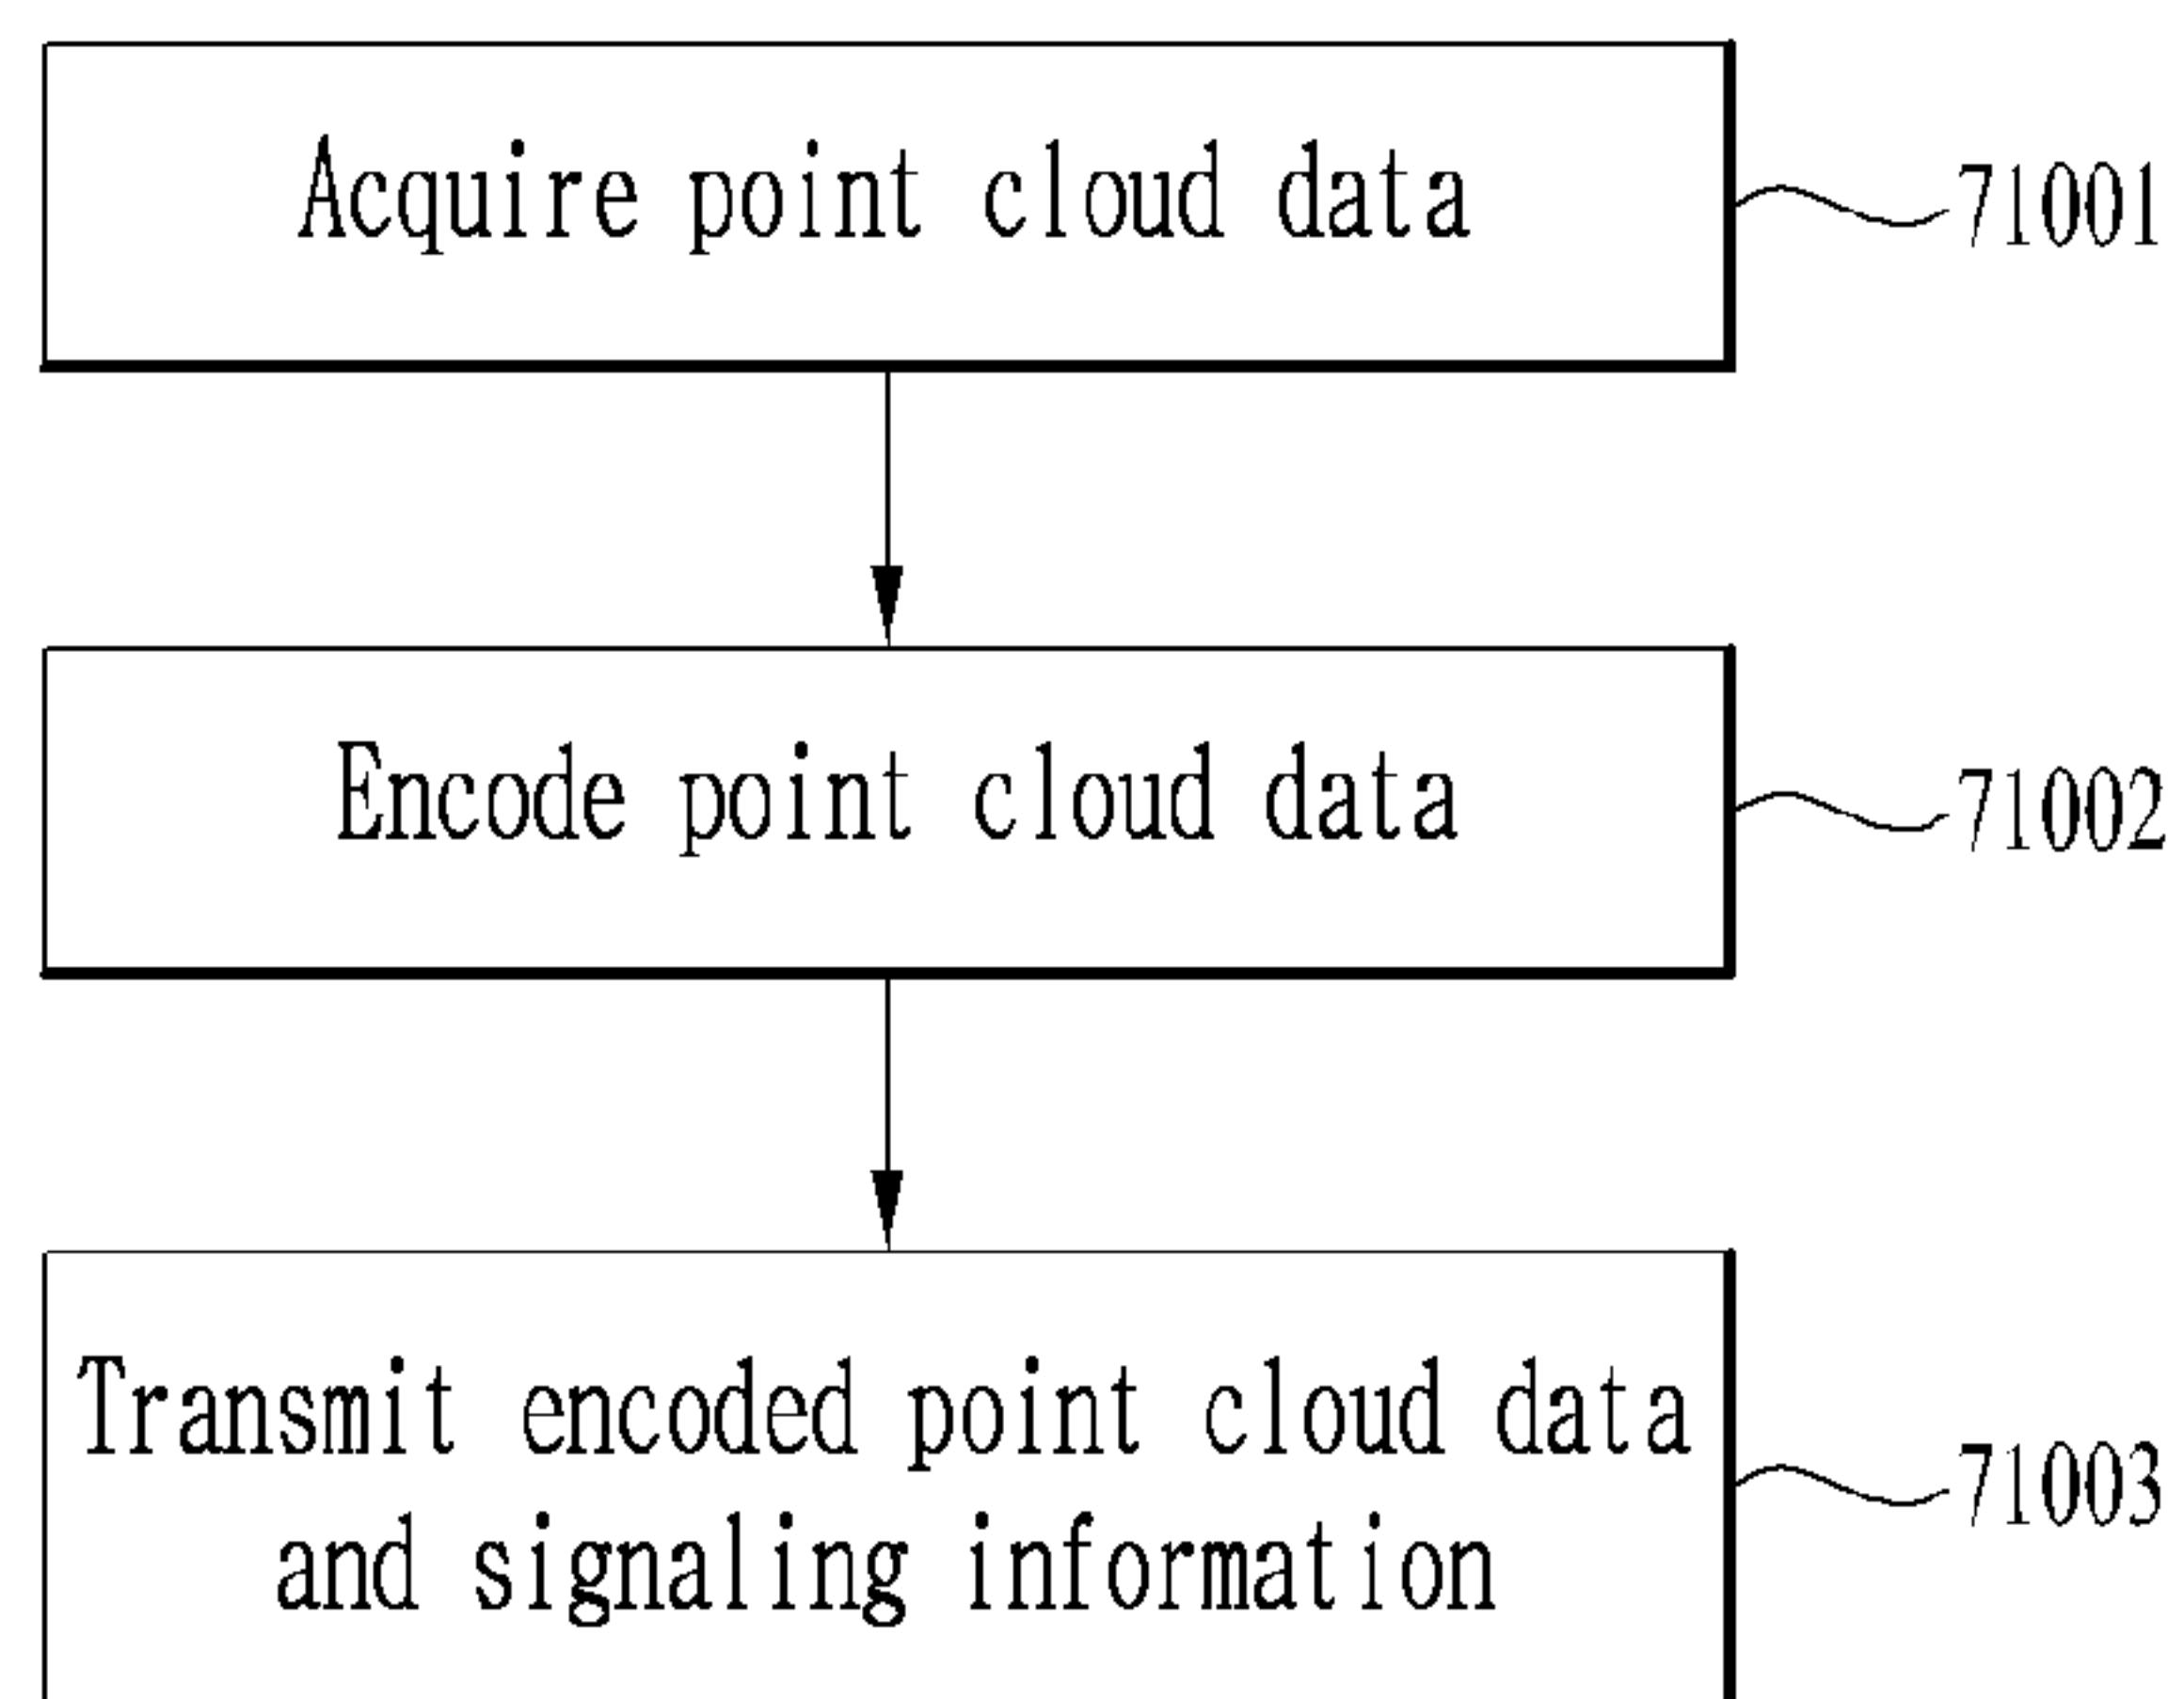 Acquire point cloud data
71001
Encode point cloud data
71002
Transmit encoded point cloud data
and signaling information
71003